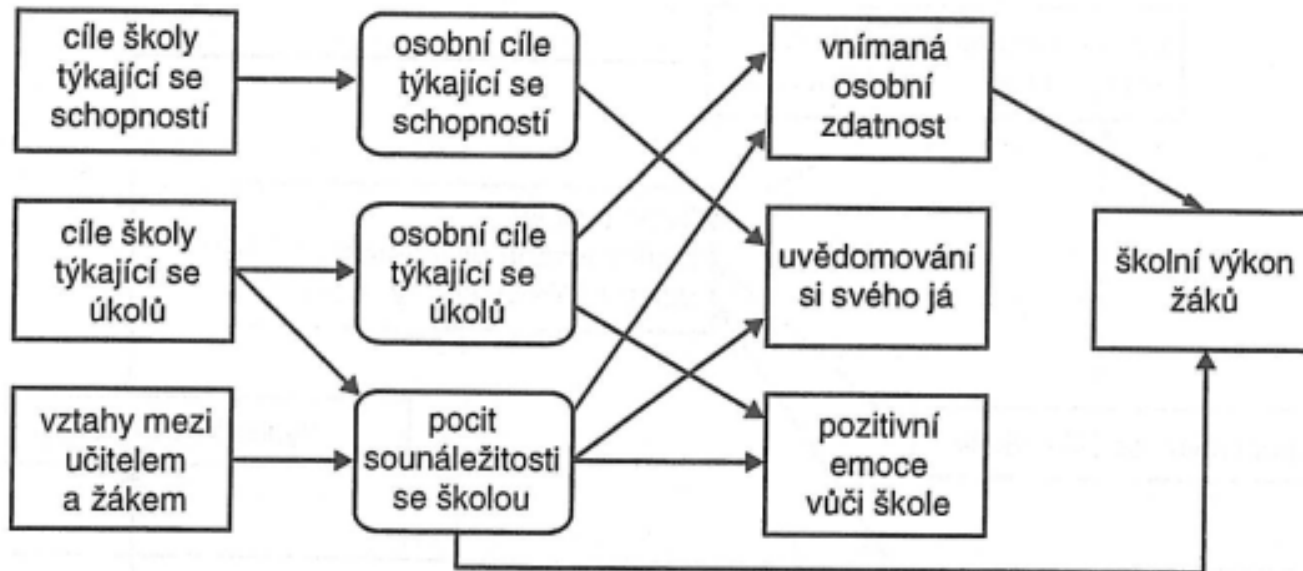 cíle školy
týkající se
schopností
osobní cíle
týkající se
schopností
vnímaná
osobní
zdatnost
cíle školy
týkající se
úkolů
osobní cíle
týkající se
úkolů
uvědomování
si svého já
školní výkon
žáků
vztahy mezi
učitelem
a žákem
pocit
sounáležitosti
se školou
pozitivní
emoce
vůči škole